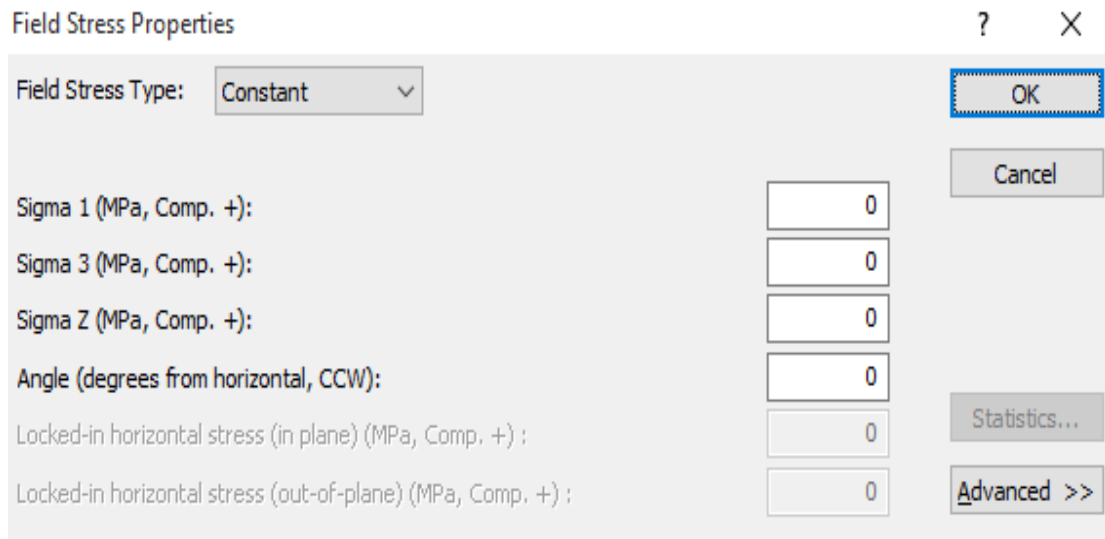 Field Stress Properties ? X
Field Stress Type: Constant OK
Cancel
Sigma 1 (MPa, Comp. +): 0
Sigma 3 (MPa, Comp. +): 0
Sigma Z (MPa, Comp. +): 0
Angle (degrees from horizontal, CCW): 0
Locked-in horizontal stress (in plane) (MPa, Comp. +) : 0 Statistics...
Locked-in horizontal stress (out-of-plane) (MPa, Comp. +) : 0 Advanced >>